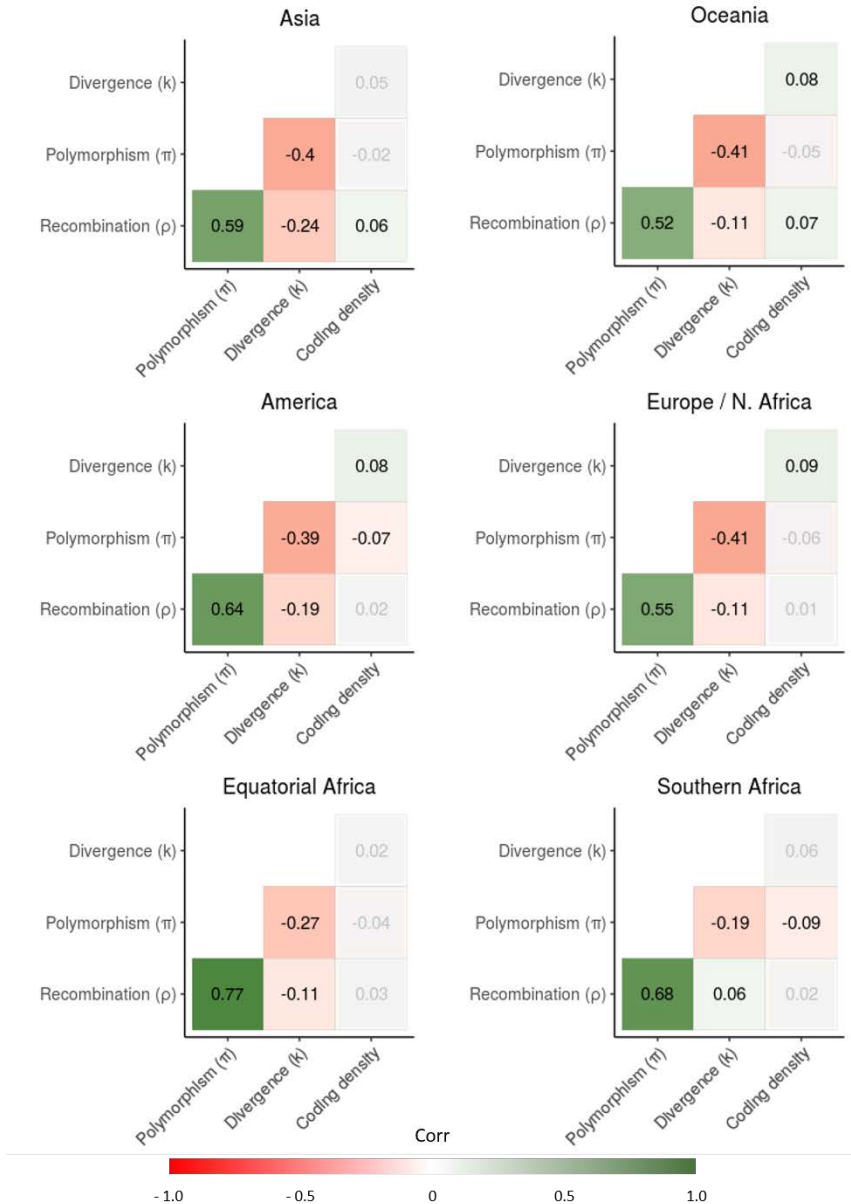 Asia
Divergence (k)
0.05
Polymorphism (π)
-0.4
-0.02
Recombination (ρ)
0.59
-0.24
0.06
Polymorphism (π)
Divergence (k)
Coding density
Oceania
Divergence (k)
0.08
Polymorphism (π)
-0.41
-0.05
Recombination (ρ)
0.52
-0.11
0.07
Polymorphism (π)
Divergence (k)
Coding density
America
Divergence (k)
0.08
Polymorphism (π)
-0.39
-0.07
Recombination (ρ)
0.64
-0.19
0.02
Polymorphism (π)
Divergence (k)
Coding density
Europe / N. Africa
Divergence (k)
0.09
Polymorphism (π)
-0.41
-0.06
Recombination (ρ)
0.55
-0.11
0.01
Polymorphism (π)
Divergence (k)
Coding density
Equatorial Africa
Divergence (k)
0.02
Polymorphism (π)
-0.27
-0.04
Recombination (ρ)
0.77
-0.11
0.03
Polymorphism (π)
Divergence (k)
Coding density
Southern Africa
Divergence (k)
0.06
Polymorphism (π)
-0.19
-0.09
Recombination (ρ)
0.68
0.06
0.02
Polymorphism (π)
Divergence (k)
Coding density
Corr
- 1.0
- 0.5
0
0.5
1.0